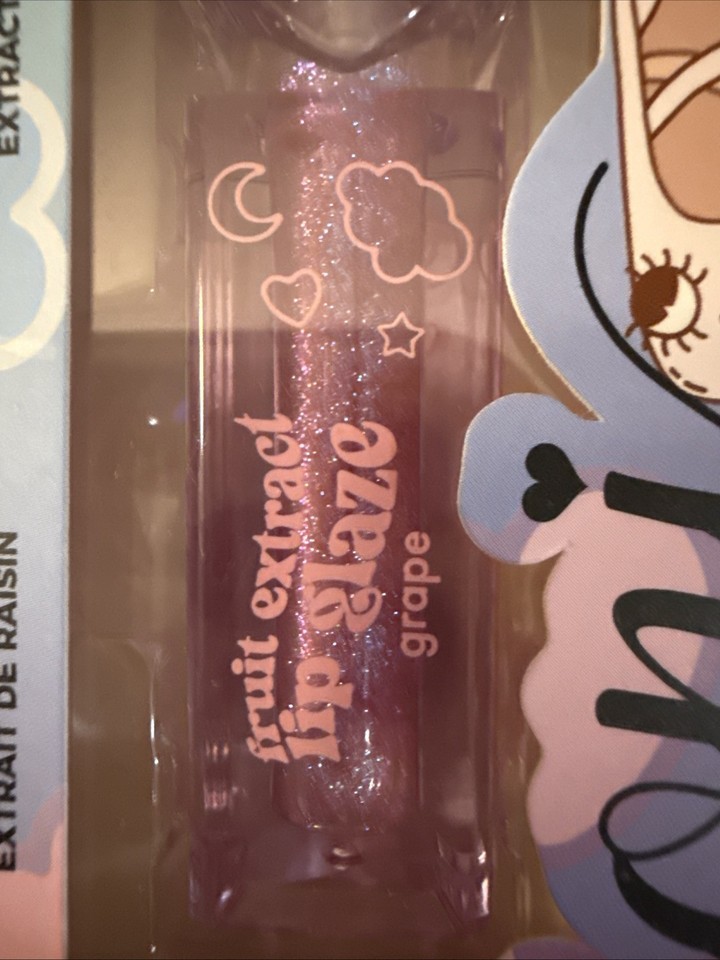 EXTRACT
EXTRAIT DE RAISIN
fruit extract
lip glaze
grape